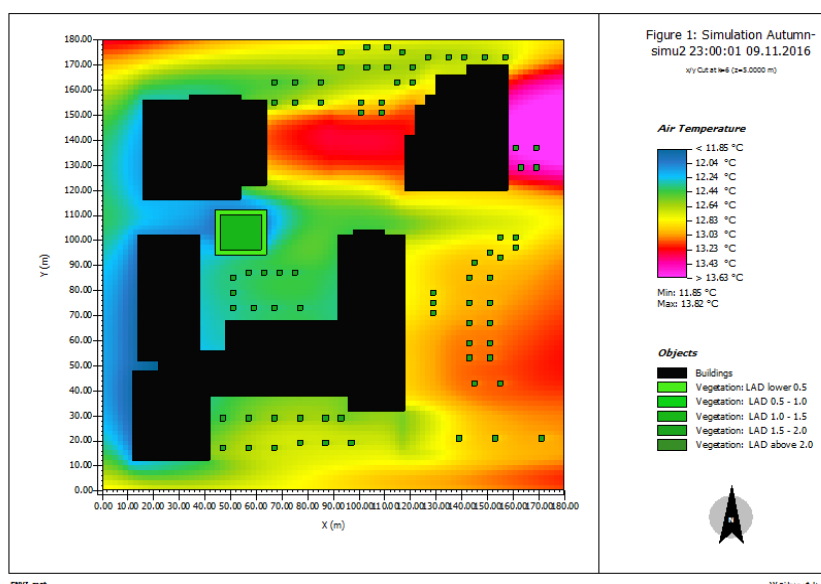 Figure 1: Simulation Autumn-
simu2 23:00:01 09.11.2016
x/y Cut at k=6 (z=5.0000 m)
180.00
170.00
160.00
150.00
140.00
130.00
120.00
110.00
100.00
90.00
80.00
70.00
60.00
50.00
40.00
30.00
20.00
10.00
0.00
Y (m)
0.00 10.00 20.00 30.00 40.00 50.00 60.00 70.00 80.00 90.00 100.00 110.00 120.00 130.00 140.00 150.00 160.00 170.00 180.00
X (m)
Air Temperature
< 11.85 °C
12.04 °C
12.24 °C
12.44 °C
12.64 °C
12.83 °C
13.03 °C
13.23 °C
13.43 °C
> 13.63 °C
Min: 11.85 °C
Max: 13.82 °C
Objects
Buildings
Vegetation: LAD lower 0.5
Vegetation: LAD 0.5 - 1.0
Vegetation: LAD 1.0 - 1.5
Vegetation: LAD 1.5 - 2.0
Vegetation: LAD above 2.0
N